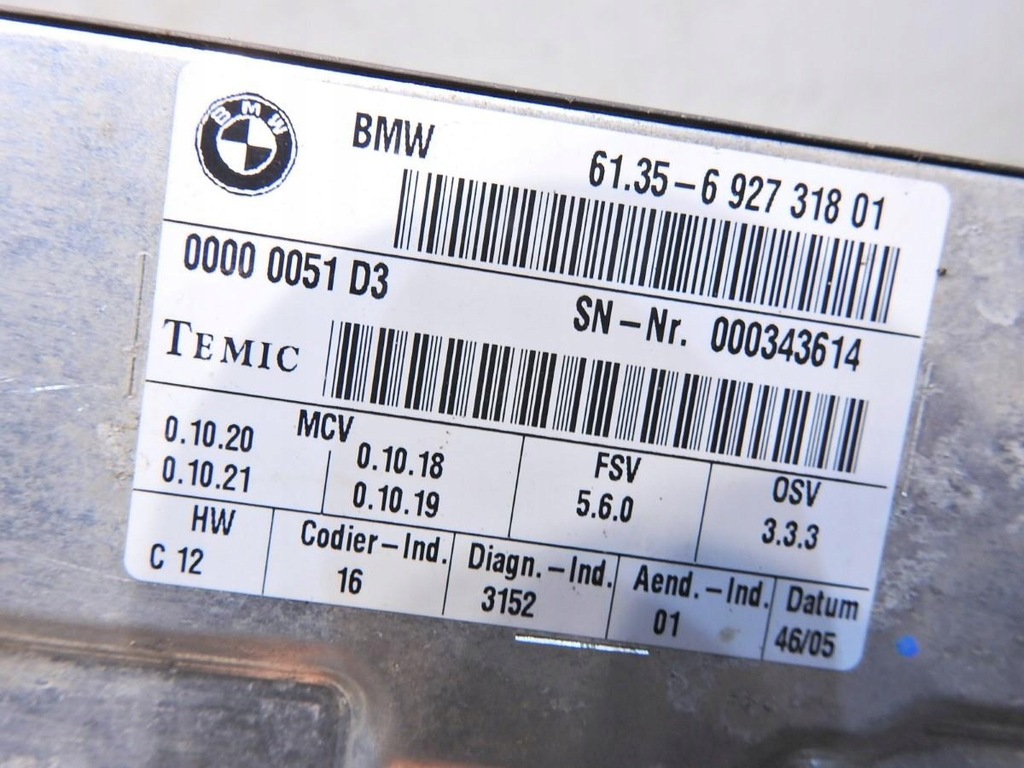 BMW
BMW 61.35-6 927 318 01
0000 0051 D3
SN-Nr. 000343614
TEMIC
MCV
0.10.20 0.10.18
0.10.21 0.10.19
FSV
5.6.0
OSV
3.3.3
HW
C 12
Codier-Ind.
16
Diagn.-Ind.
3152
Aend.-Ind.
01
Datum
46/05